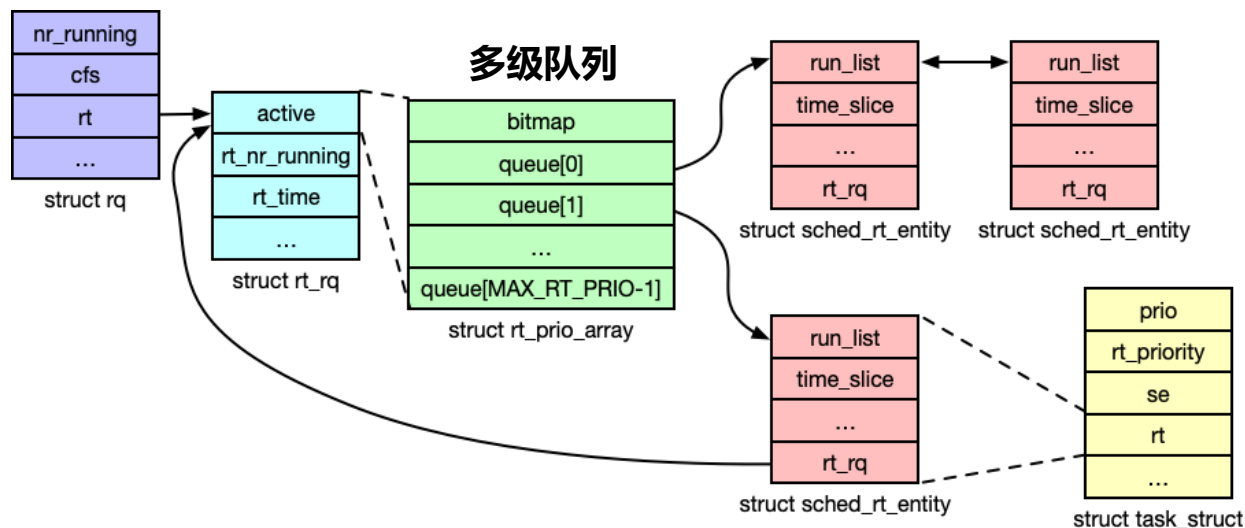 nr_running
cfs
rt
...
struct rq
active
rt_nr_running
rt_time
...
struct rt_rq
多级队列
bitmap
queue[0]
queue[1]
...
queue[MAX_RT_PRIO-1]
struct rt_prio_array
run_list
time_slice
...
rt_rq
struct sched_rt_entity
run_list
time_slice
...
rt_rq
struct sched_rt_entity
run_list
time_slice
...
rt_rq
struct sched_rt_entity
prio
rt_priority
se
rt
...
struct task_struct